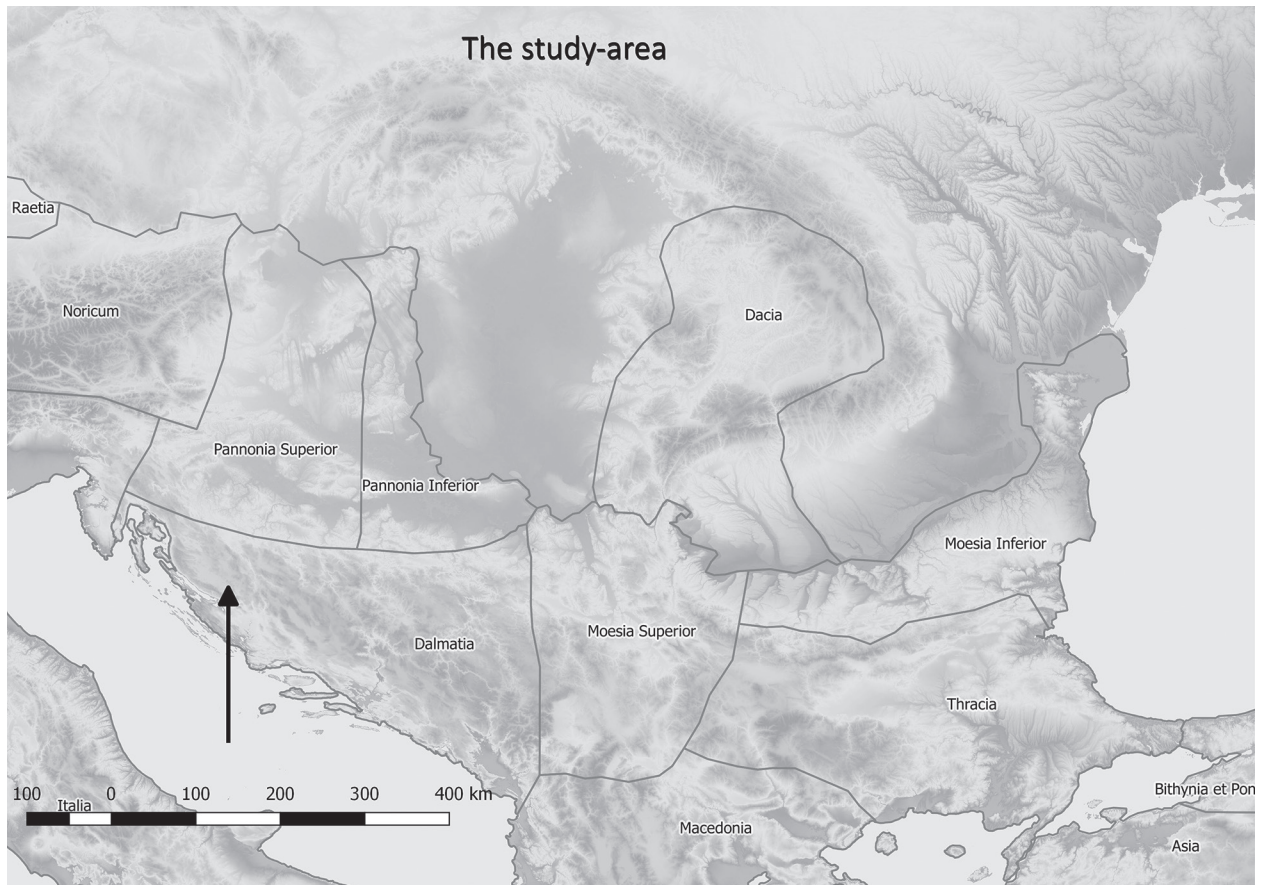 The study-area
Raetia
Noricum
Dacia
Pannonia Superior
Pannonia Inferior
Moesia Inferior
Moesia Superior
Dalmatia
Thracia
Bithynia et Pon
100 0 100 200 300 400 km
Italia
Macedonia
Asia